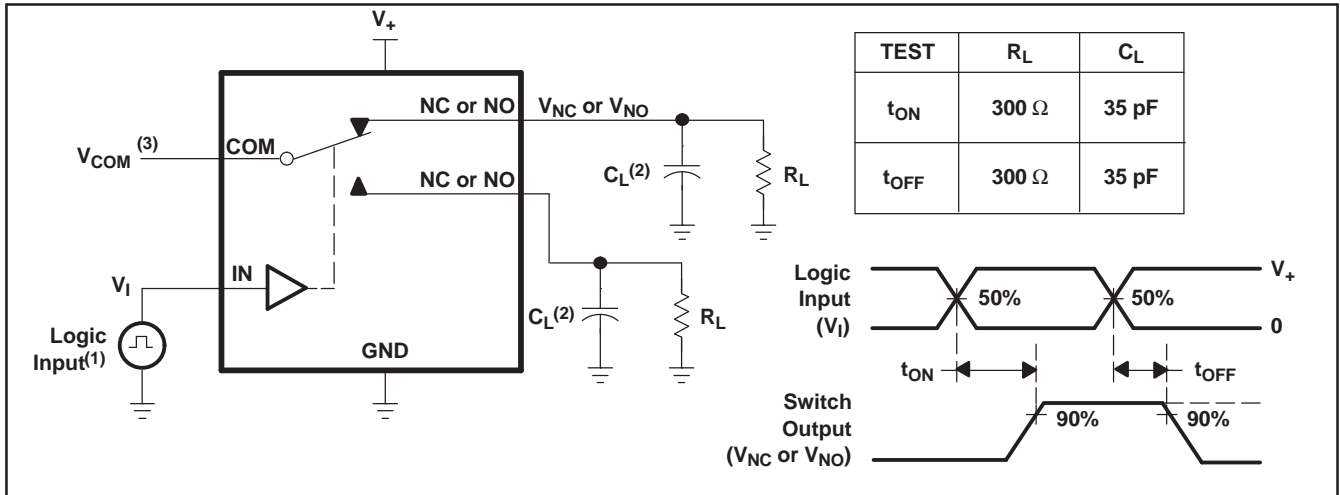 V+
NC or NO
VNC or VNO
VCOM (3)
COM
CL(2)
RL
NC or NO
VI
IN
CL(2)
RL
Logic
Input(1)
GND
TEST RL CL
tON 300 Ω 35 pF
tOFF 300 Ω 35 pF
Logic
Input
(VI)
50%
50%
V+
0
tON
tOFF
Switch
Output
(VNC or VNO)
90%
90%